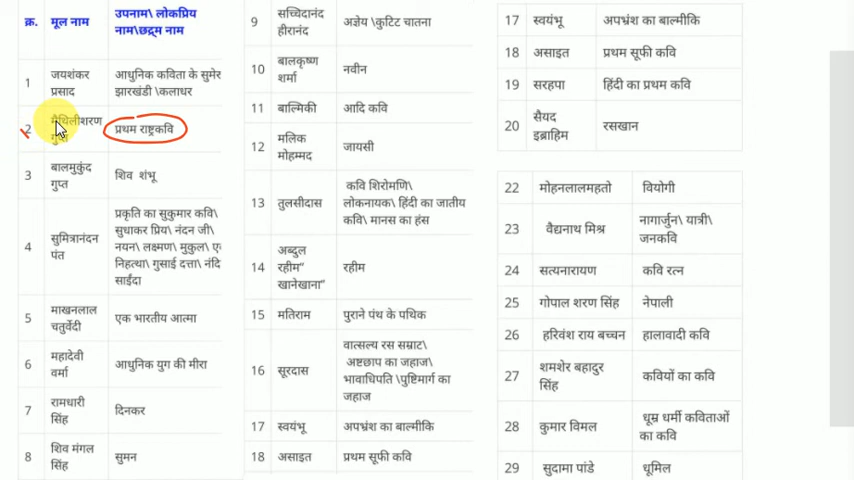 क्र. मूल नाम उपनाम\ लोकप्रिय
नाम\छद्म नाम
1 जयशंकर प्रसाद आधुनिक कविता के सुमेर
झारखंडी \कलाधर
2 मैथिलीशरण गुप्त प्रथम राष्ट्रकवि
3 बालमुकुंद गुप्त शिव शंभू
4 सुमित्रानंदन पंत प्रकृति का सुकुमार कवि\
सुधाकर प्रिय\ नंदन जी\
नयन\ लक्ष्मण\ मुकुल\
निहत्था\ गुसाई दत्ता\ नंदि
साईंदा
5 माखनलाल चतुर्वेदी एक भारतीय आत्मा
6 महादेवी वर्मा आधुनिक युग की मीरा
7 रामधारी सिंह दिनकर
8 शिव मंगल सिंह सुमन
9 सच्चिदानंद हीरानंद अज्ञेय \कुटिट चातना
10 बालकृष्ण शर्मा नवीन
11 बाल्मिकी आदि कवि
12 मलिक मोहम्मद जायसी
13 तुलसीदास कवि शिरोमणि\
लोकनायक\ हिंदी का जातीय
कवि\ मानस का हंस
14 अब्दुल रहीम" खानेखाना" रहीम
15 मतिराम पुराने पंथ के पथिक
16 सूरदास वात्सल्य रस सम्राट\
अष्टछाप का जहाज\
भावाधिपति \पुष्टिमार्ग का
जहाज
17 स्वयंभू अपभ्रंश का बाल्मीकि
18 असाइत प्रथम सूफी कवि
17 स्वयंभू अपभ्रंश का बाल्मीकि
18 असाइत प्रथम सूफी कवि
19 सरहपा हिंदी का प्रथम कवि
20 सैयद इब्राहिम रसखान
22 मोहनलालमहतो वियोगी
23 वैद्यनाथ मिश्र नागार्जुन\ यात्री\
जनकवि
24 सत्यनारायण कवि रत्न
25 गोपाल शरण सिंह नेपाली
26 हरिवंश राय बच्चन हालावादी कवि
27 शमशेर बहादुर सिंह कवियों का कवि
28 कुमार विमल धूम्र धर्मी कविताओं
का कवि
29 सुदामा पांडे धूमिल